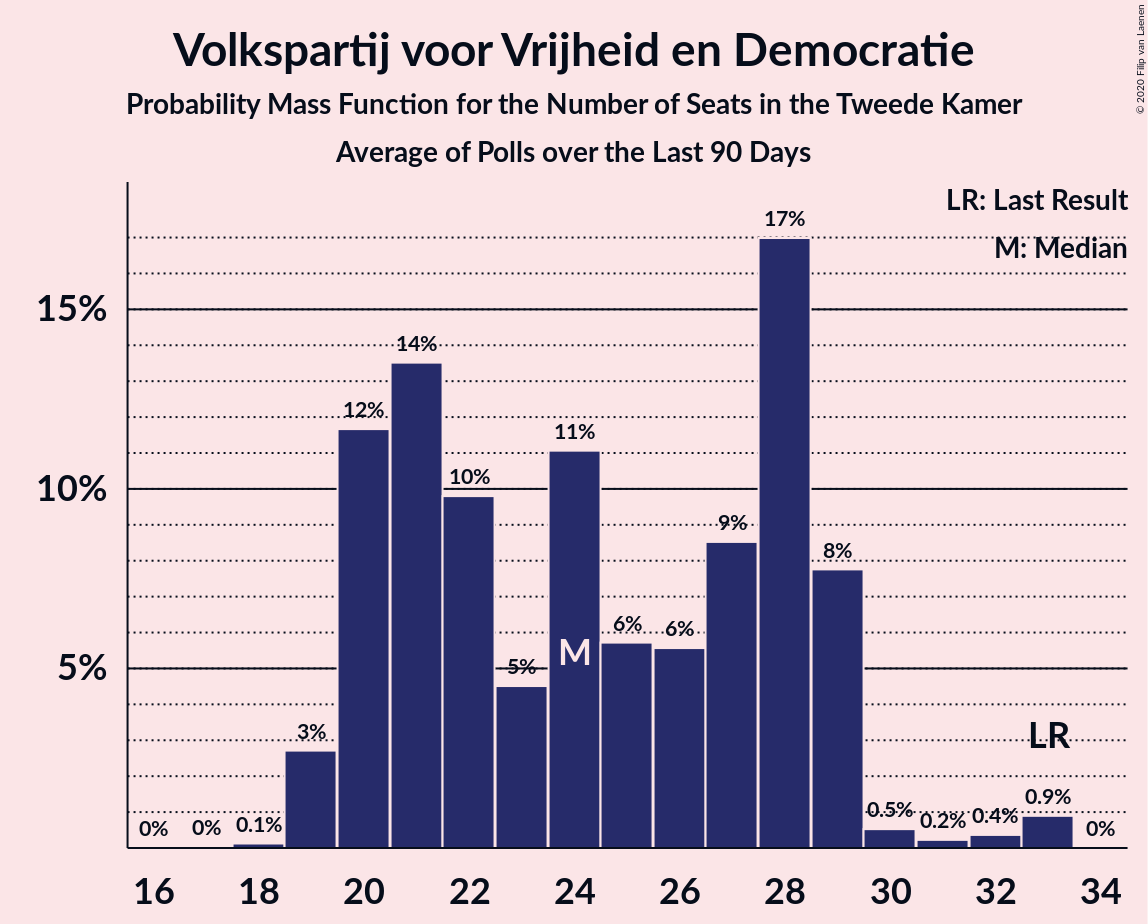 Volkspartij voor Vrijheid en Democratie
Probability Mass Function for the Number of Seats in the Tweede Kamer
Average of Polls over the Last 90 Days
© 2020 Filip van Laenen
LR: Last Result
M: Median
17%
15%
14%
12%
11%
10%
10%
9%
8%
6%
6%
5%
5%
3%
M
LR
0%
0%
0.1%
0.5%
0.2%
0.4%
0.9%
0%
16 18 20 22 24 26 28 30 32 34